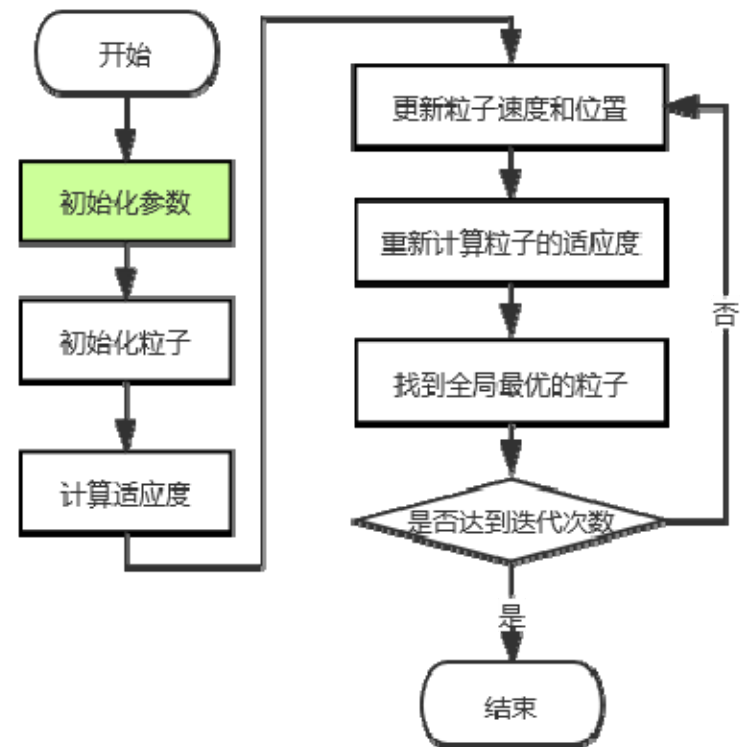 开始
初始化参数
初始化粒子
计算适应度
更新粒子速度和位置
重新计算粒子的适应度
找到全局最优的粒子
是否达到迭代次数
否
是
结束